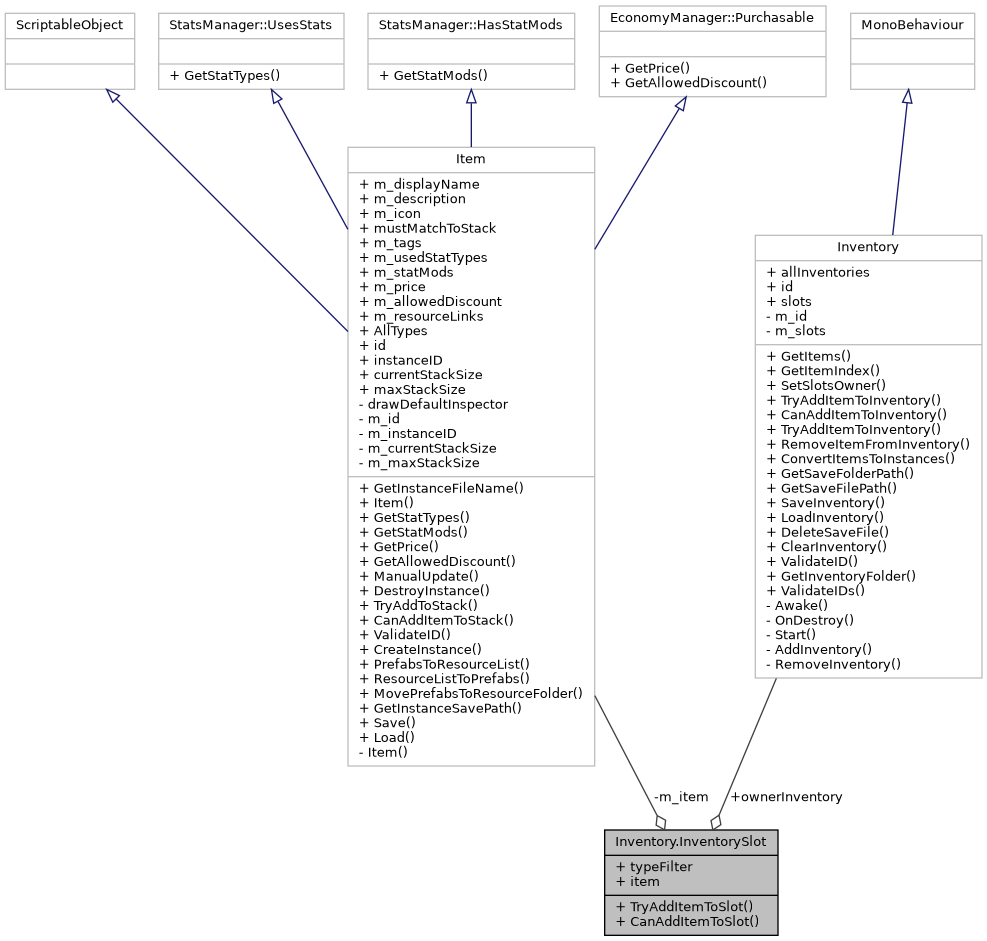 ScriptableObject
StatsManager::UsesStats
+ GetStatTypes()
StatsManager::HasStatMods
+ GetStatMods()
EconomyManager::Purchasable
+ GetPrice()
+ GetAllowedDiscount()
MonoBehaviour
Item
+ m_displayName
+ m_description
+ m_icon
+ mustMatchToStack
+ m_tags
+ m_usedStatTypes
+ m_statMods
+ m_price
+ m_allowedDiscount
+ m_resourceLinks
+ AllTypes
+ id
+ instanceID
+ currentStackSize
+ maxStackSize
- drawDefaultInspector
- m_id
- m_instanceID
- m_currentStackSize
- m_maxStackSize
+ GetInstanceFileName()
+ Item()
+ GetStatTypes()
+ GetStatMods()
+ GetPrice()
+ GetAllowedDiscount()
+ ManualUpdate()
+ DestroyInstance()
+ TryAddToStack()
+ CanAddItemToStack()
+ ValidateID()
+ CreateInstance()
+ PrefabsToResourceList()
+ ResourceListToPrefabs()
+ MovePrefabsToResourceFolder()
+ GetInstanceSavePath()
+ Save()
+ Load()
- Item()
Inventory
+ allInventories
+ id
+ slots
- m_id
- m_slots
+ GetItems()
+ GetItemIndex()
+ SetSlotsOwner()
+ TryAddItemToInventory()
+ CanAddItemToInventory()
+ TryAddItemToInventory()
+ RemoveItemFromInventory()
+ ConvertItemsToInstances()
+ GetSaveFolderPath()
+ GetSaveFilePath()
+ SaveInventory()
+ LoadInventory()
+ DeleteSaveFile()
+ ClearInventory()
+ ValidateID()
+ GetInventoryFolder()
+ ValidateIDs()
- Awake()
- OnDestroy()
- Start()
- AddInventory()
- RemoveInventory()
-m_item
+ownerInventory
Inventory.InventorySlot
+ typeFilter
+ item
+ TryAddItemToSlot()
+ CanAddItemToSlot()